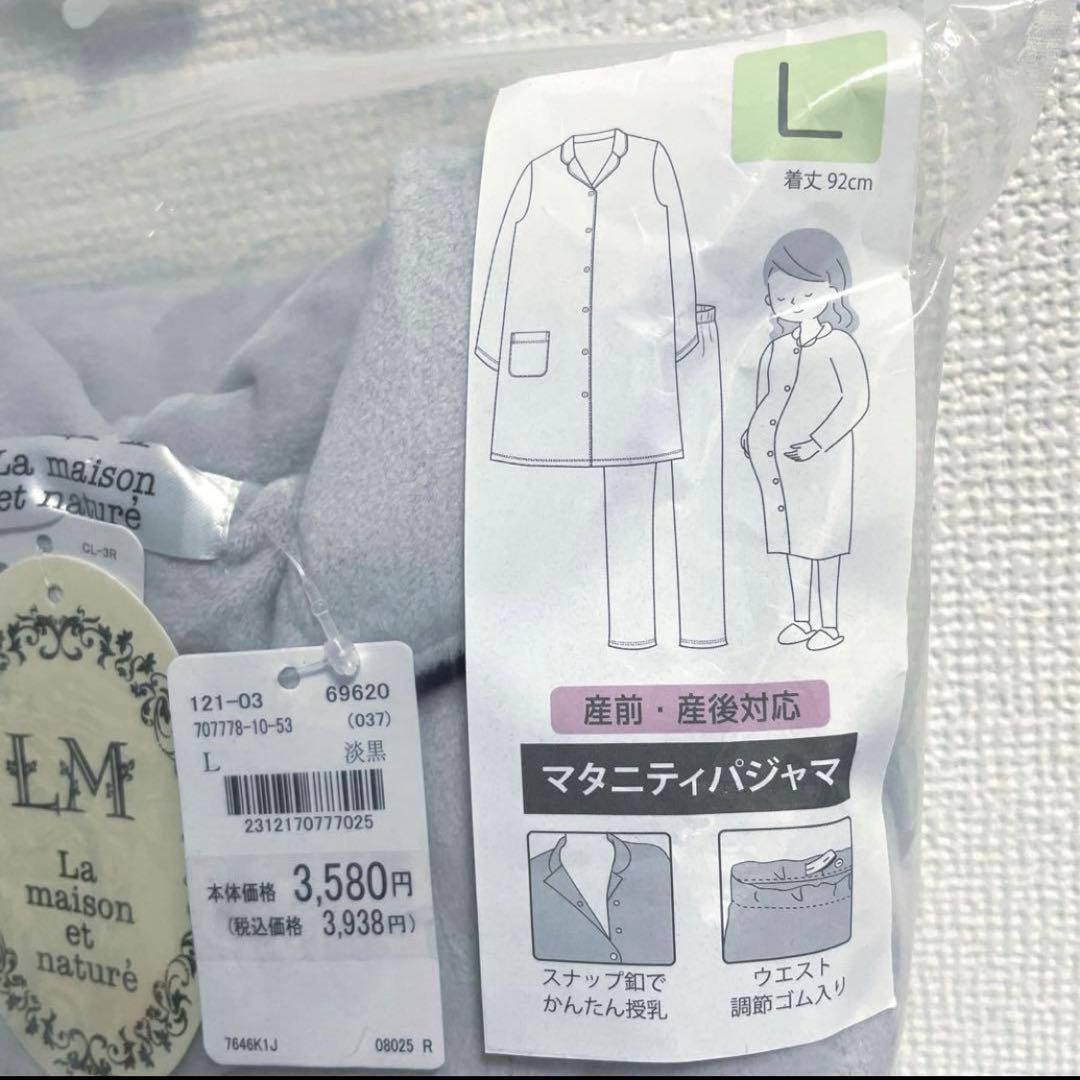 L
着丈 92cm
La maison
et naturé
CL-3R
LM
La
maison
et
naturé
121-03 69620
707778-10-53 (037)
L 淡黒
2312170777025
本体価格 3,580円
(税込価格 3,938円)
7646K1J 08025 R
産前・産後対応
マタニティパジャマ
スナップ釦で
かんたん授乳
ウエスト
調節ゴム入り